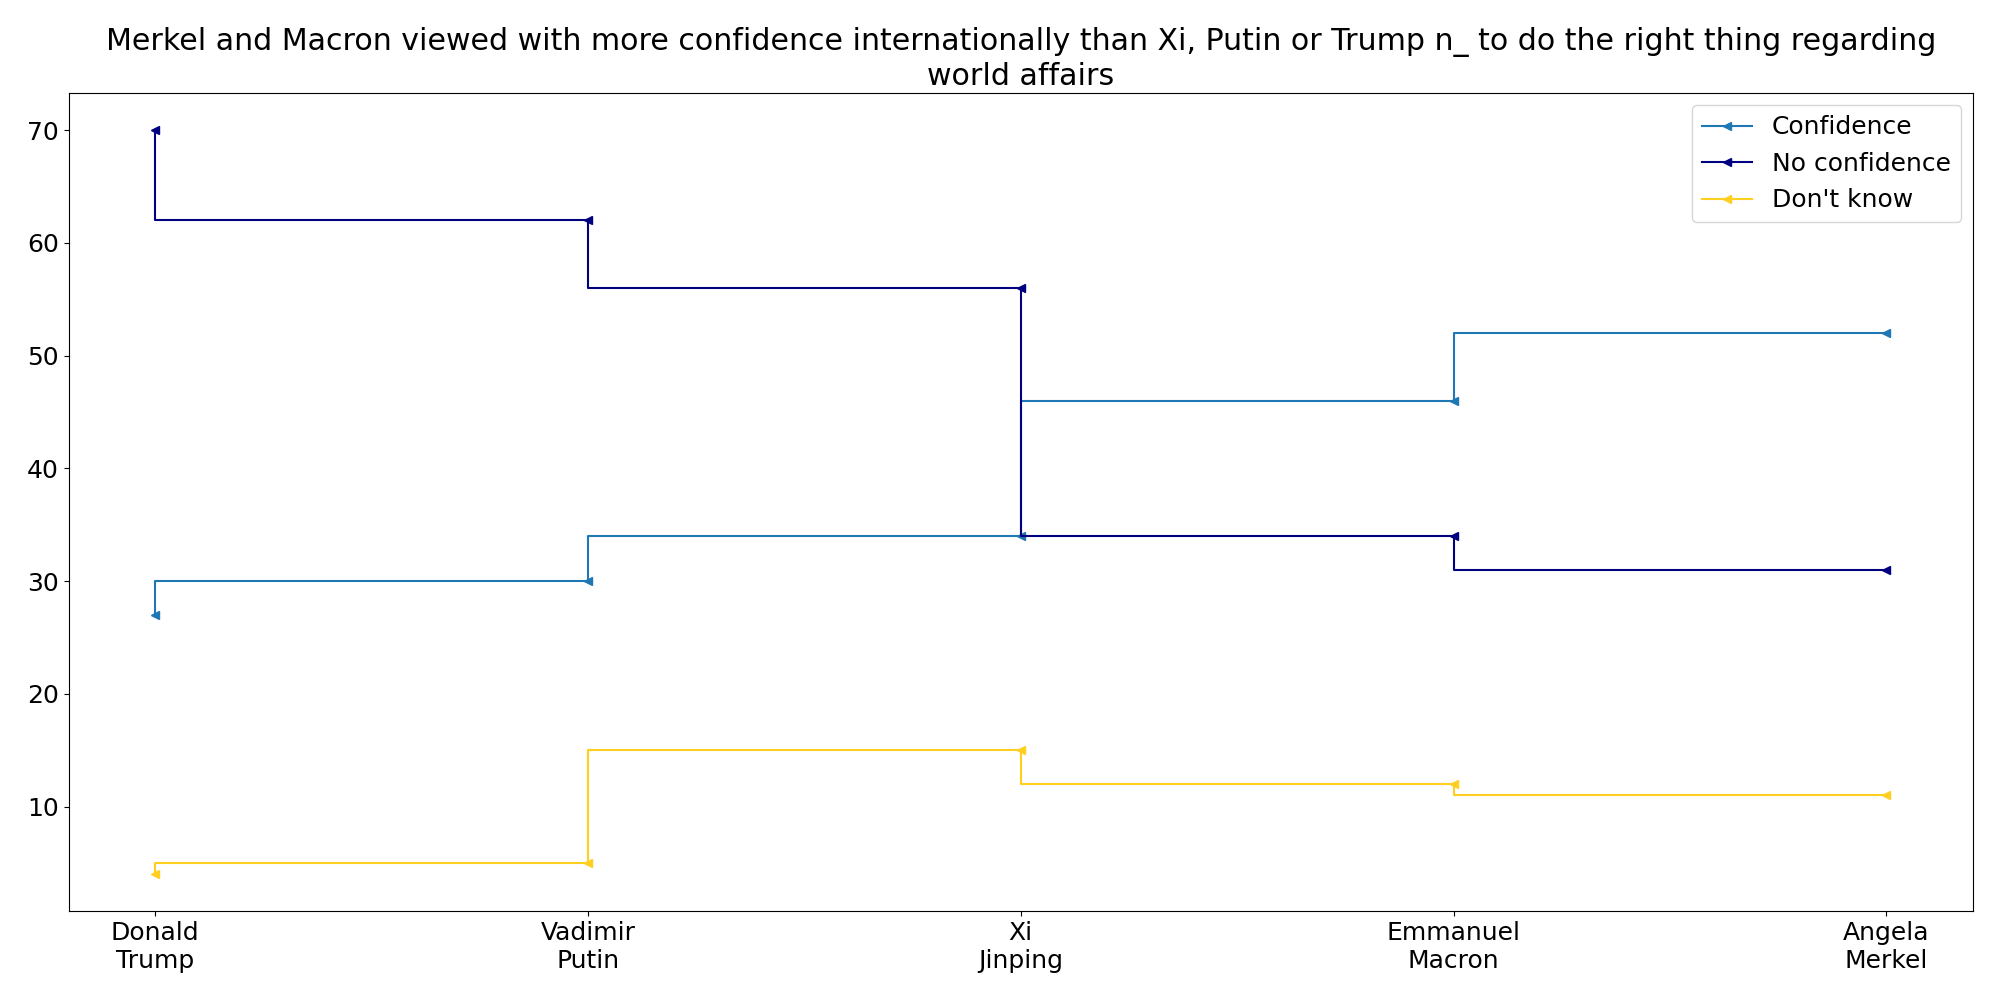 Merkel and Macron viewed with more confidence internationally than Xi, Putin or Trump n_ to do the right thing regarding
world affairs
Confidence
No confidence
Don't know
70
60
50
40
30
20
10
Donald
Trump
Vadimir
Putin
Xi
Jinping
Emmanuel
Macron
Angela
Merkel